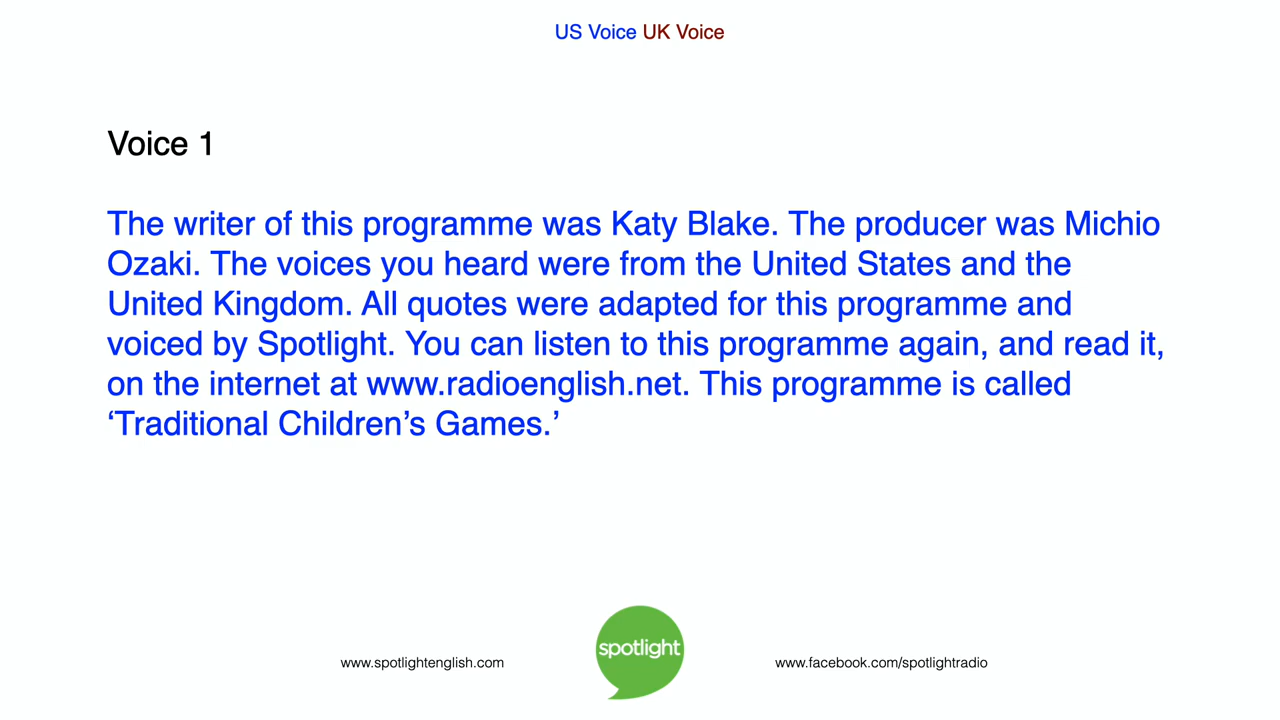 US Voice UK Voice
Voice 1
The writer of this programme was Katy Blake. The producer was Michio
Ozaki. The voices you heard were from the United States and the
United Kingdom. All quotes were adapted for this programme and
voiced by Spotlight. You can listen to this programme again, and read it,
on the internet at www.radioenglish.net. This programme is called
‘Traditional Children’s Games.’
www.spotlightenglish.com
spotlight
www.facebook.com/spotlightradio